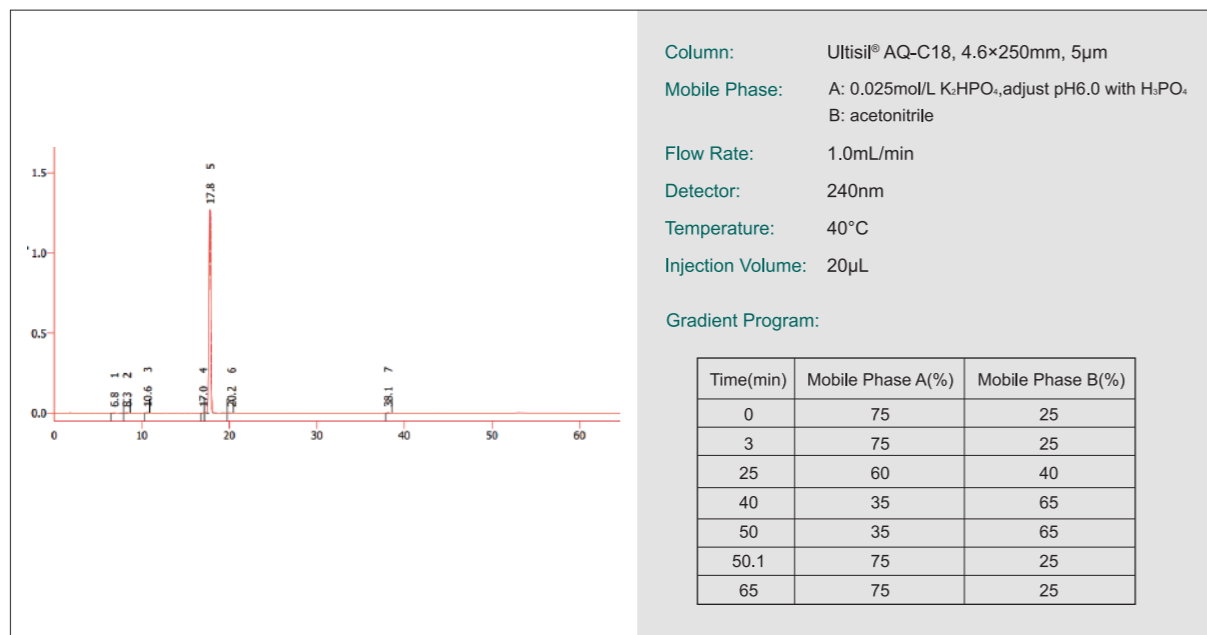 1.5
1.0
0.5
0.0
6.8 1
8.3 2
10.6 3
17.0 4
17.8 5
20.2 6
38.1 7
0 10 20 30 40 50 60
Column: Ultisil® AQ-C18, 4.6×250mm, 5µm
Mobile Phase: A: 0.025mol/L K₂HPO₄,adjust pH6.0 with H₃PO₄
B: acetonitrile
Flow Rate: 1.0mL/min
Detector: 240nm
Temperature: 40°C
Injection Volume: 20µL
Gradient Program:
Time(min) Mobile Phase A(%) Mobile Phase B(%)
0 75 25
3 75 25
25 60 40
40 35 65
50 35 65
50.1 75 25
65 75 25